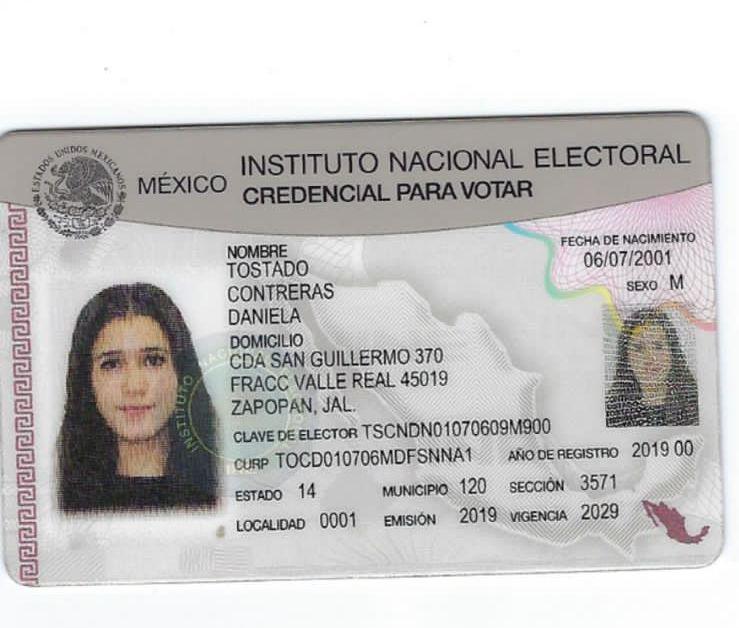 ESTADOS UNIDOS MEXICANOS
MÉXICO
INSTITUTO NACIONAL ELECTORAL
CREDENCIAL PARA VOTAR
NOMBRE
TOSTADO
CONTRERAS
DANIELA
DOMICILIO
CDA SAN GUILLERMO 370
FRACC VALLE REAL 45019
ZAPOPAN, JAL.
FECHA DE NACIMIENTO
06/07/2001
SEXO M
CLAVE DE ELECTOR TSCNDN01070609M900
CURP TOCD010706MDFSNNA1 AÑO DE REGISTRO 2019 00
ESTADO 14 MUNICIPIO 120 SECCIÓN 3571
LOCALIDAD 0001 EMISIÓN 2019 VIGENCIA 2029
INSTITUTO NAC